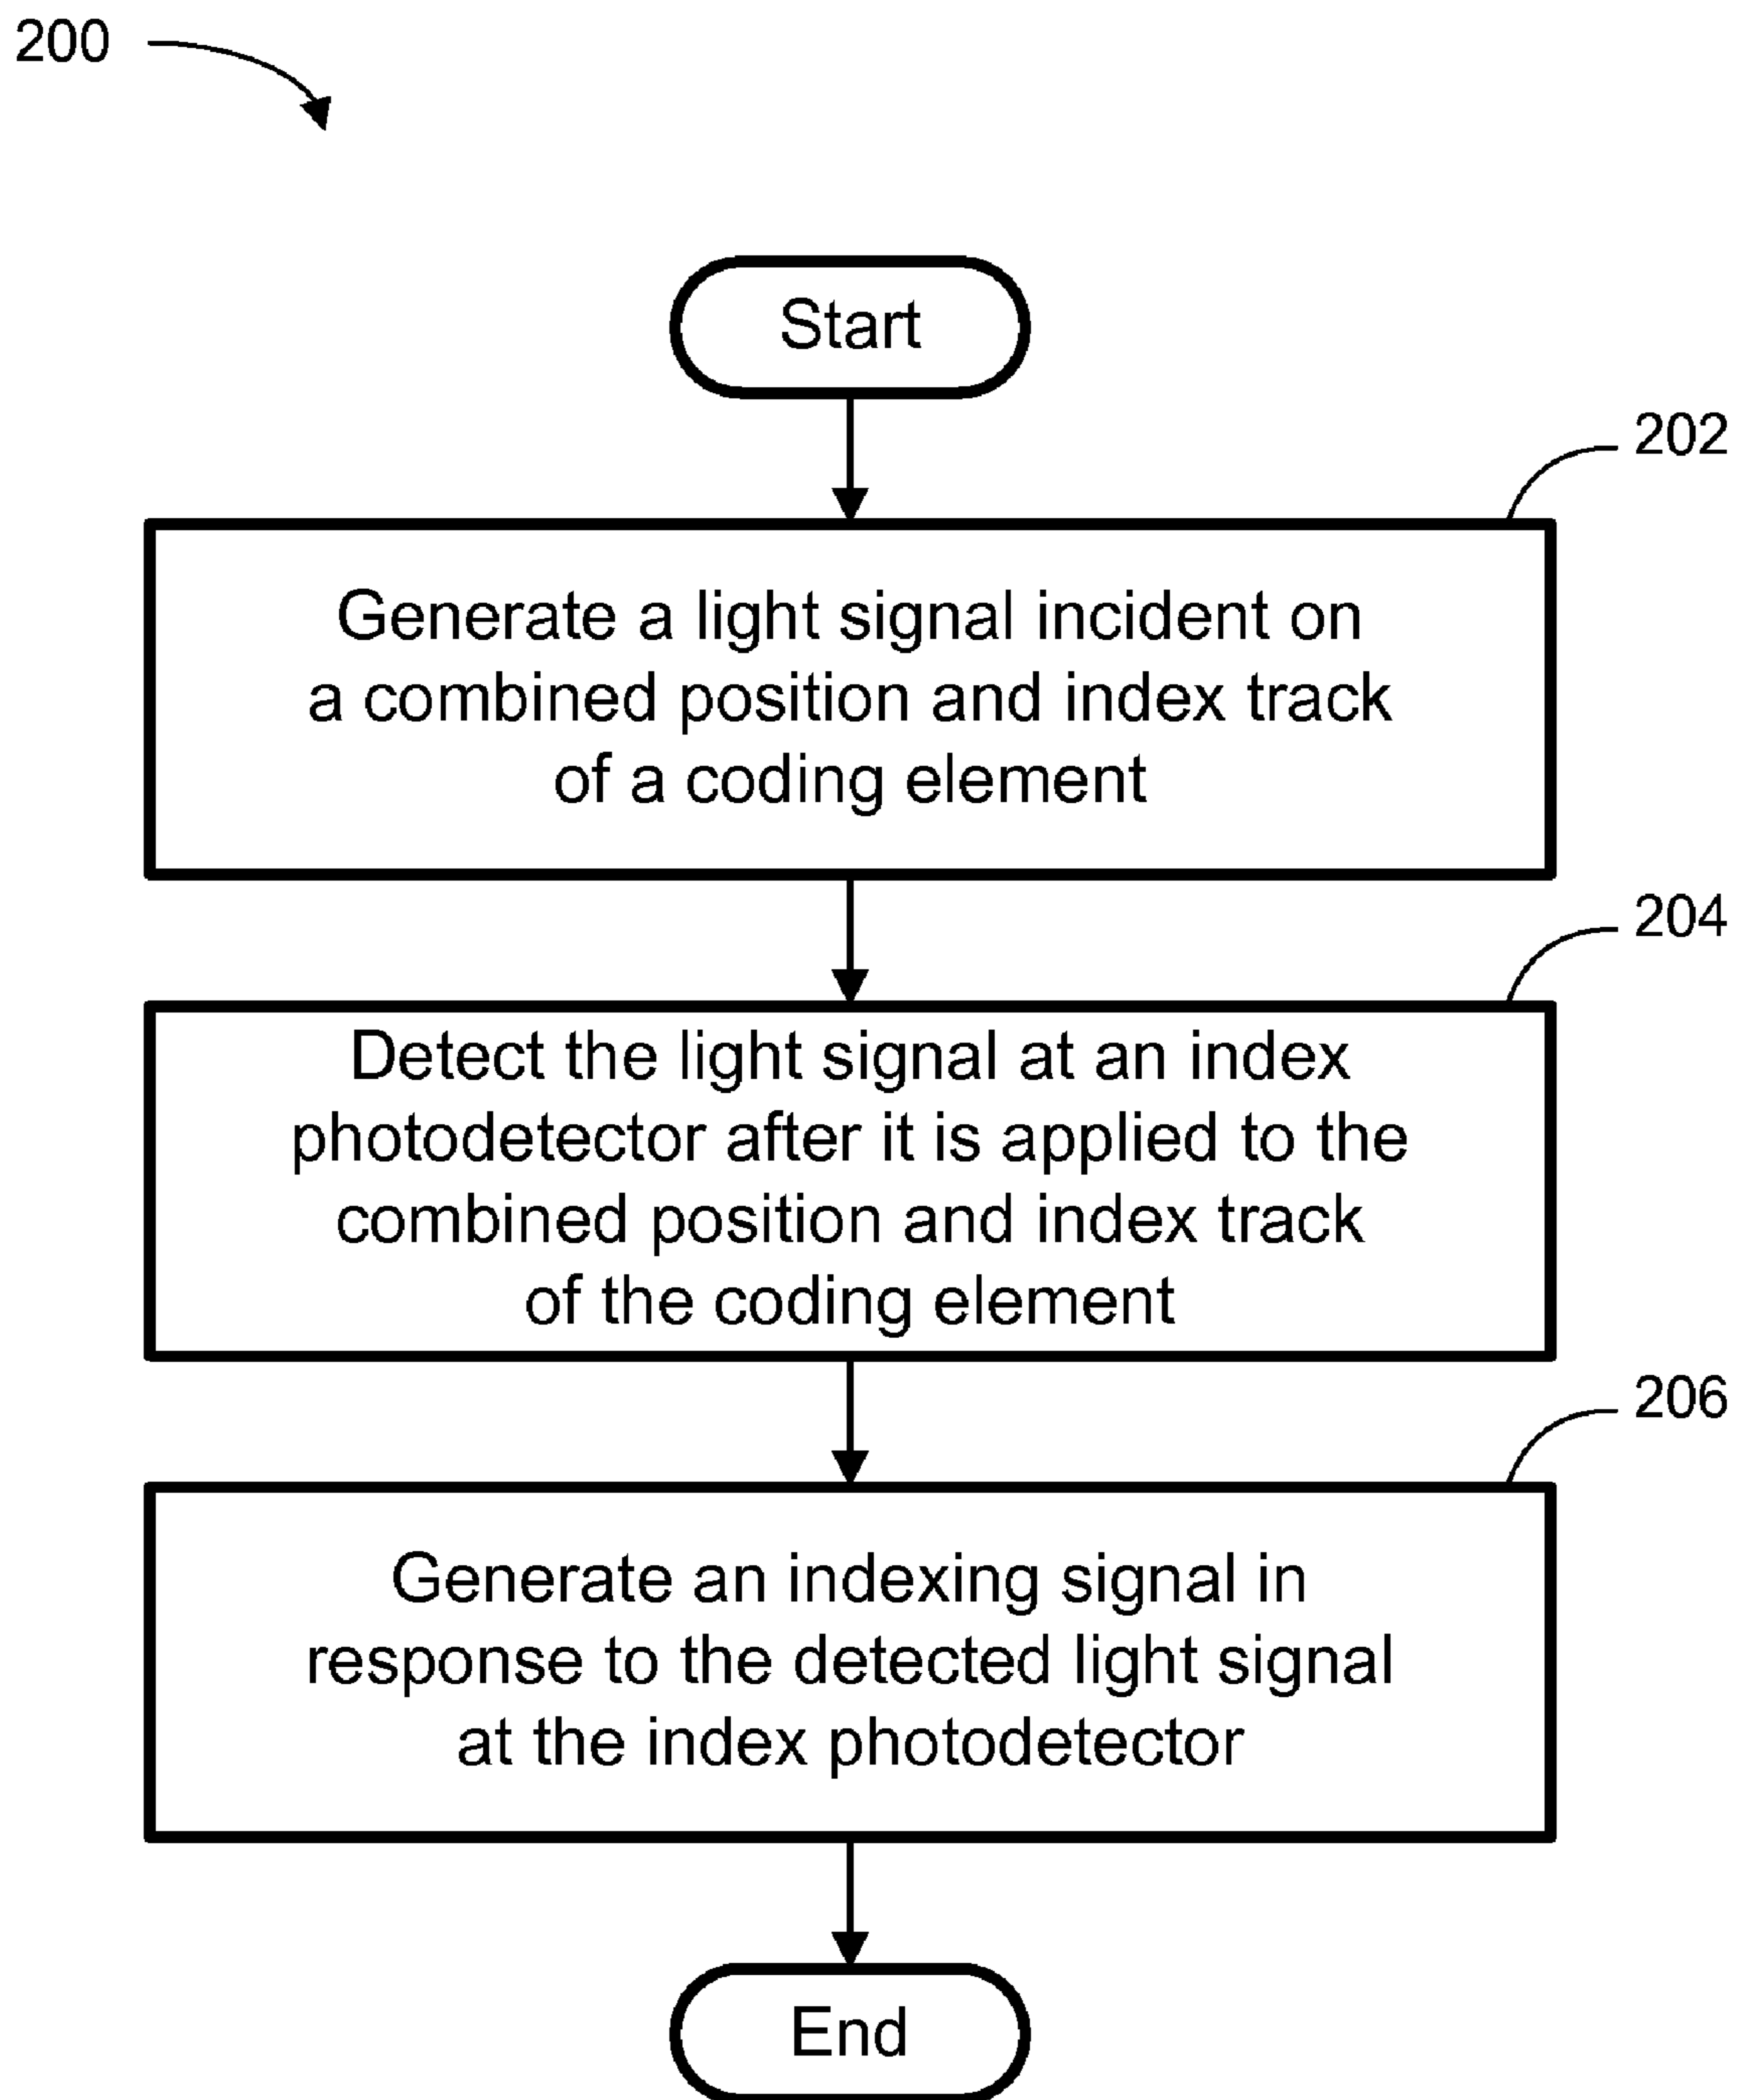 200
Start
202
Generate a light signal incident on
a combined position and index track
of a coding element
204
Detect the light signal at an index
photodetector after it is applied to the
combined position and index track
of the coding element
206
Generate an indexing signal in
response to the detected light signal
at the index photodetector
End